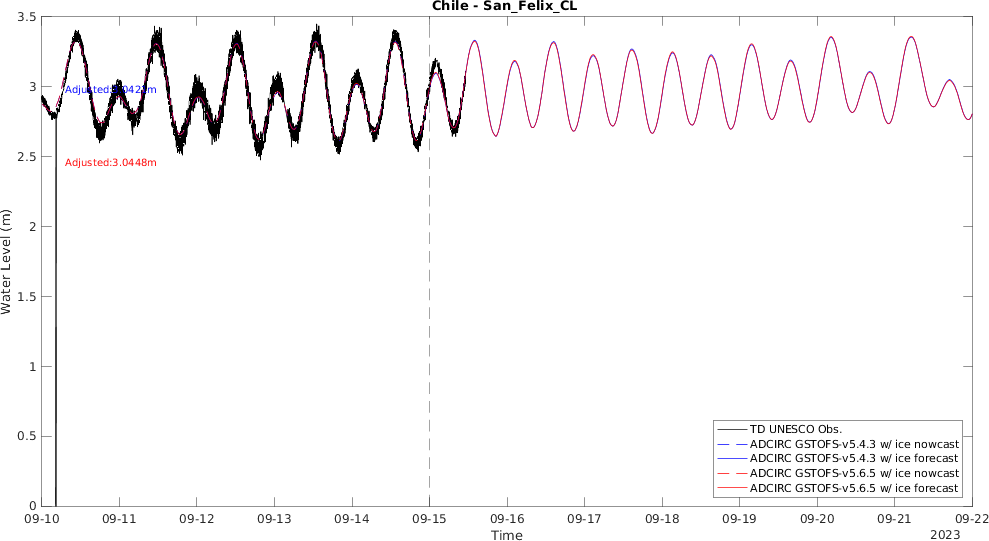 Chile - San_Felix_CL
3.5
3
2.5
2
1.5
1
0.5
0
Water Level (m)
Adjusted:3.0448m
TD UNESCO Obs.
ADCIRC GSTOFS-v5.4.3 w/ ice nowcast
ADCIRC GSTOFS-v5.4.3 w/ ice forecast
ADCIRC GSTOFS-v5.6.5 w/ ice nowcast
ADCIRC GSTOFS-v5.6.5 w/ ice forecast
09-10 09-11 09-12 09-13 09-14 09-15 09-16 09-17 09-18 09-19 09-20 09-21 09-22
Time
2023